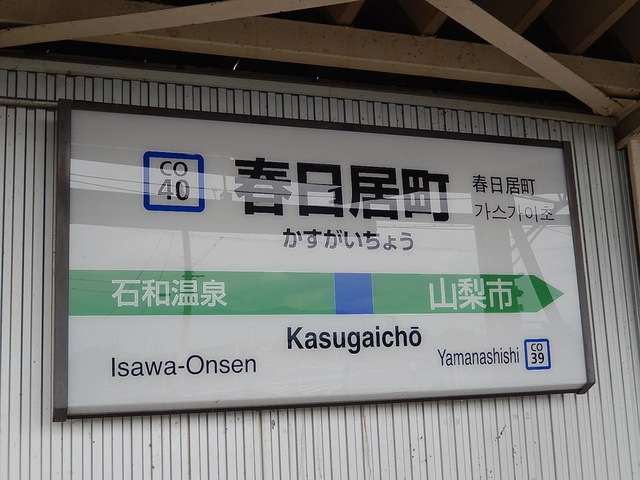 CO
40
春日居町
春日居町
가스가이조
かすがいちょう
石和温泉
山梨市
Kasugaichō
Isawa-Onsen
Yamanashishi
CO
39